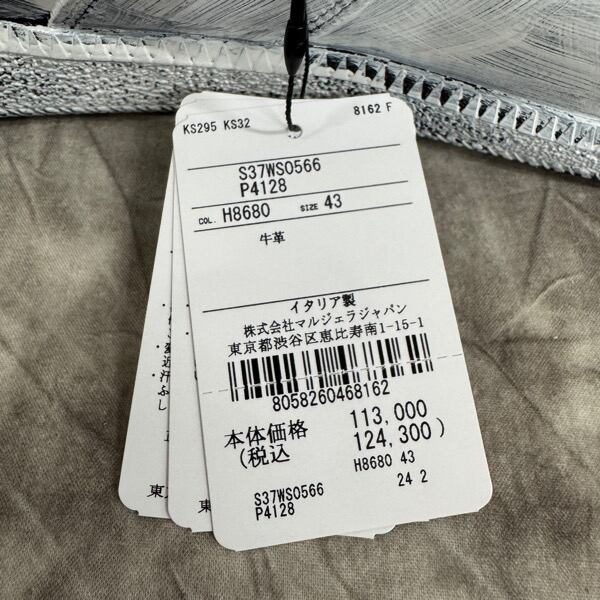 KS295 KS32 8162 F
S37WS0566
P4128
COL. H8680 SIZE 43
牛革
イタリア製
株式会社マルジェラジャパン
東京都渋谷区恵比寿南1-15-1
8058260468162
本体価格 113,000
(税込 124,300)
H8680 43
S37WS0566 24 2
P4128
東
東